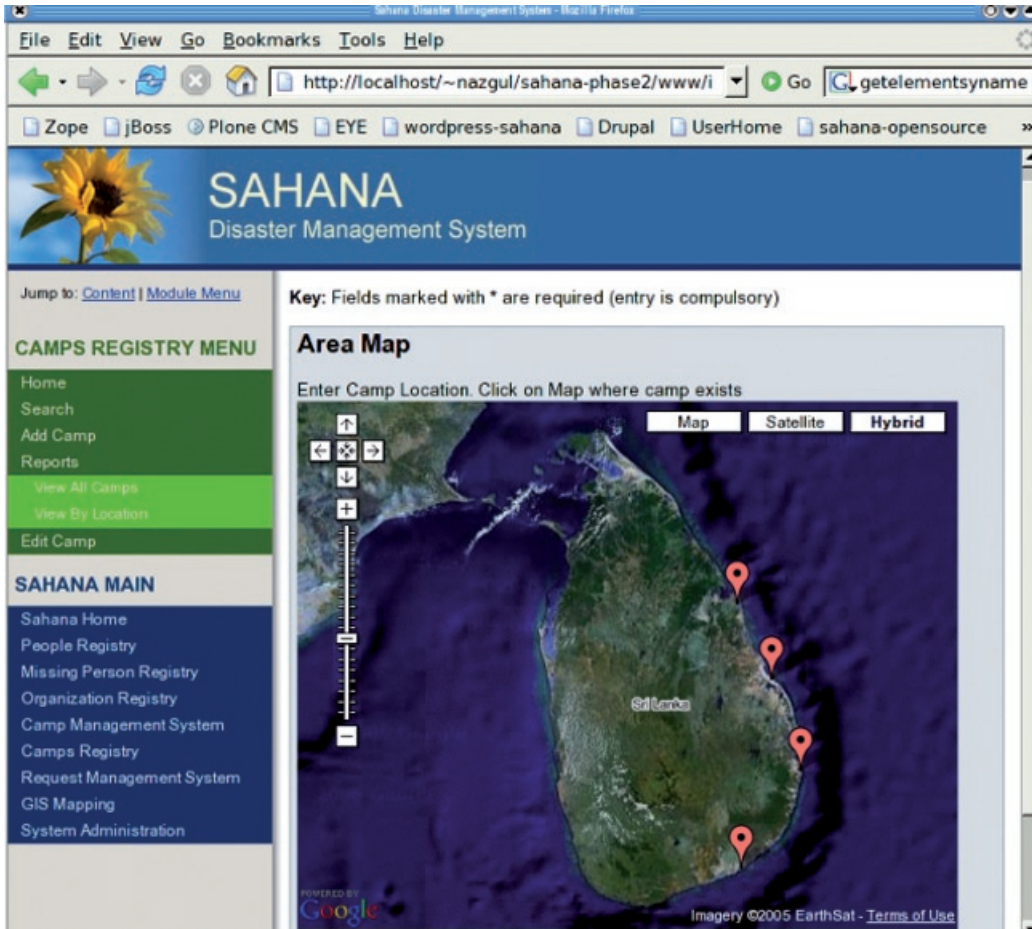 Sahana Disaster Management System - Mozilla Firefox
File Edit View Go Bookmarks Tools Help
http://localhost/~nazgul/sahana-phase2/www/i Go G getelementsyname
Zope jBoss Plone CMS EYE wordpress-sahana Drupal UserHome sahana-opensource »
SAHANA
Disaster Management System
Jump to: Content | Module Menu
CAMPS REGISTRY MENU
Home
Search
Add Camp
Reports
View All Camps
View By Location
Edit Camp
SAHANA MAIN
Sahana Home
People Registry
Missing Person Registry
Organization Registry
Camp Management System
Camps Registry
Request Management System
GIS Mapping
System Administration
Key: Fields marked with * are required (entry is compulsory)
Area Map
Enter Camp Location. Click on Map where camp exists
Map Satellite Hybrid
Sri Lanka
POWERED BY
Google
Imagery ©2005 EarthSat - Terms of Use